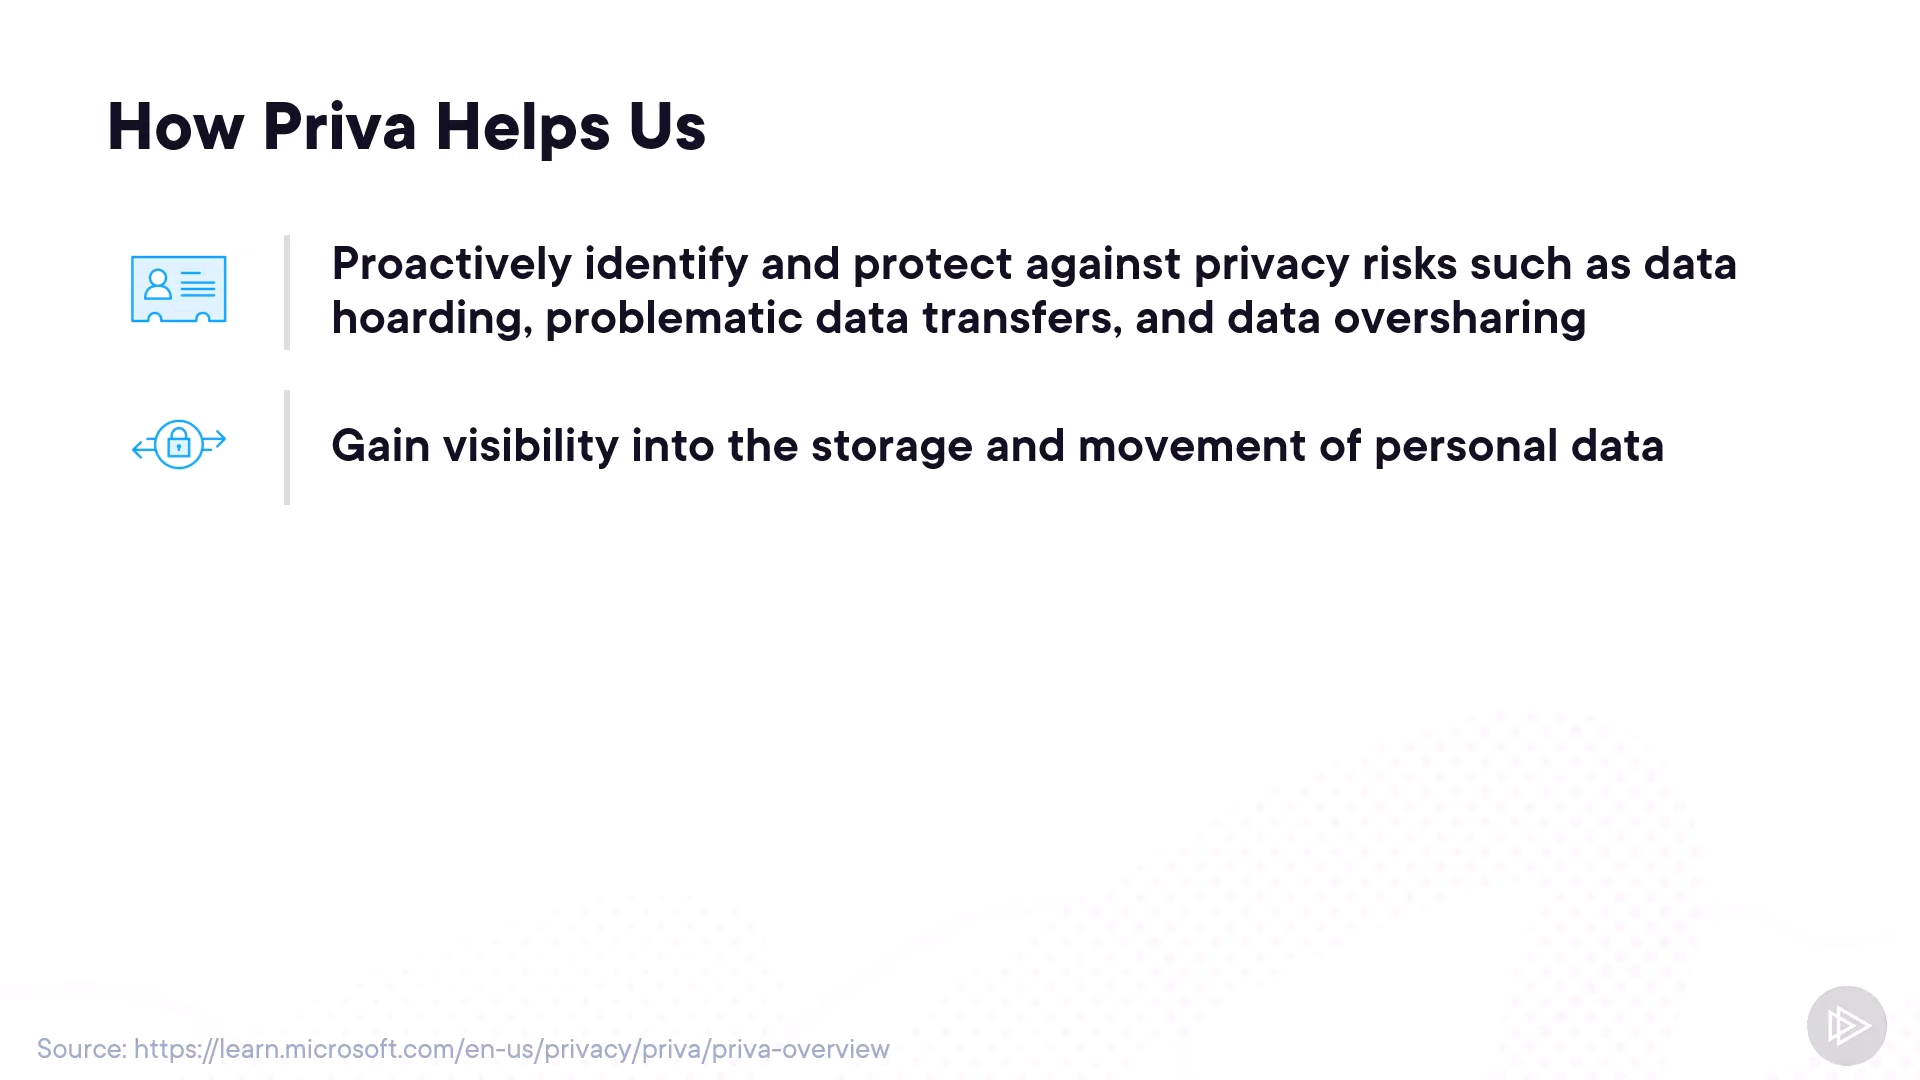 How Priva Helps Us
Proactively identify and protect against privacy risks such as data
hoarding, problematic data transfers, and data oversharing
Gain visibility into the storage and movement of personal data
Source: https://learn.microsoft.com/en-us/privacy/priva/priva-overview